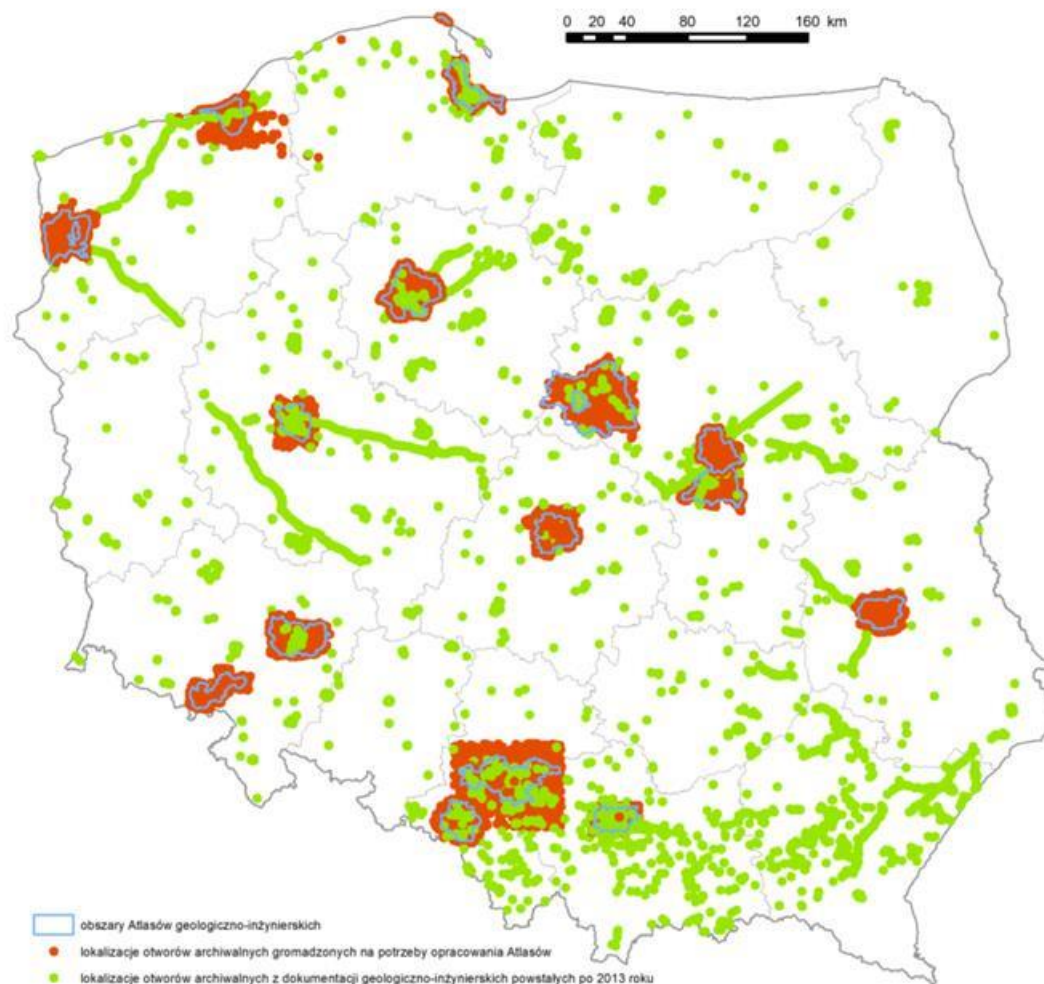 0 20 40 80 120 160 km
obszary Atlasów geologiczno-inżynierskich
lokalizacje otworów archiwalnych gromadzonych na potrzeby opracowania Atlasów
lokalizacje otworów archiwalnych z dokumentacji geologiczno-inżynierskich powstałych po 2013 roku